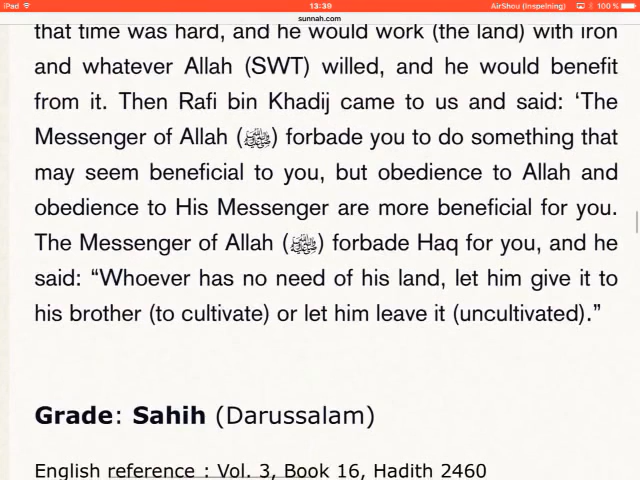 iPad 13:39 AirShou (Inspelning) 100 %
sunnah.com
that time was hard, and he would work (the land) with iron
and whatever Allah (SWT) willed, and he would benefit
from it. Then Rafi bin Khadij came to us and said: ‘The
Messenger of Allah (ﷺ) forbade you to do something that
may seem beneficial to you, but obedience to Allah and
obedience to His Messenger are more beneficial for you.
The Messenger of Allah (ﷺ) forbade Haq for you, and he
said: “Whoever has no need of his land, let him give it to
his brother (to cultivate) or let him leave it (uncultivated).”
Grade: Sahih (Darussalam)
English reference : Vol. 3, Book 16, Hadith 2460